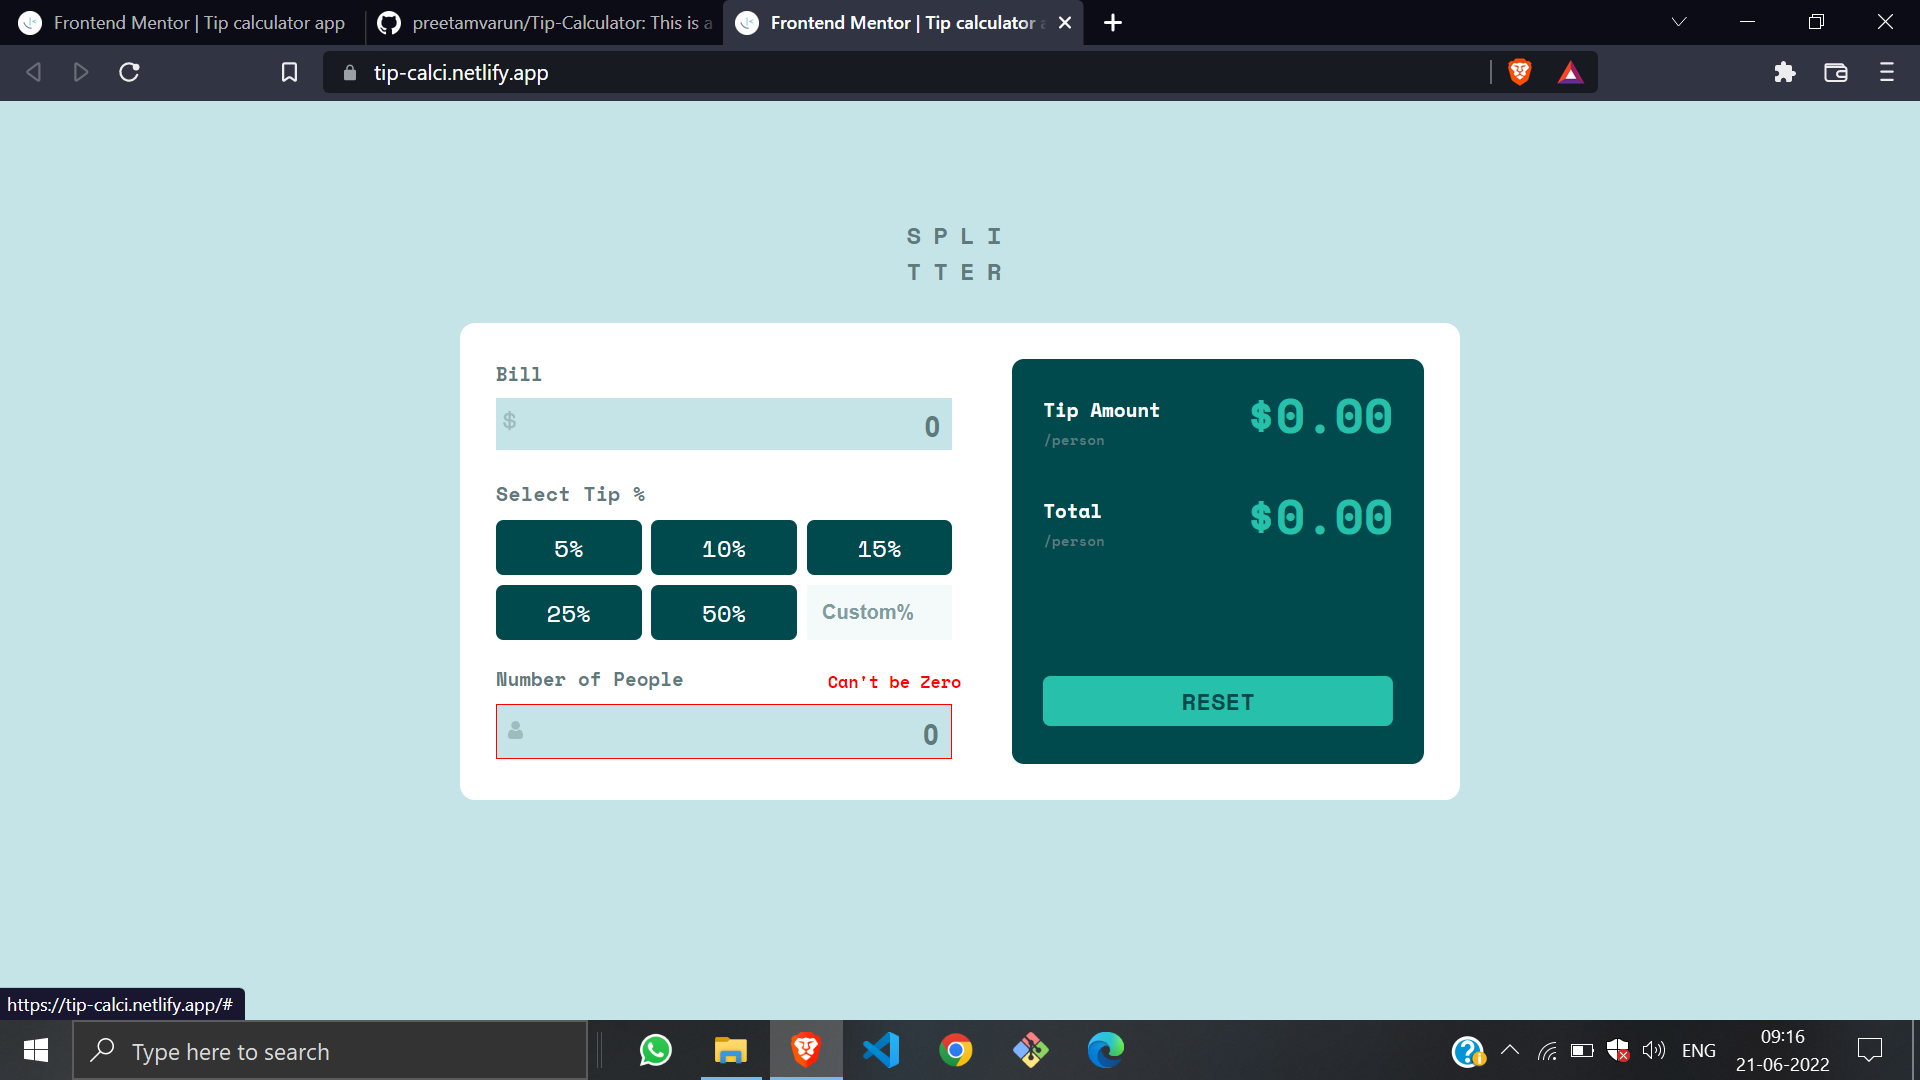 Frontend Mentor | Tip calculator app
preetamvarun/Tip-Calculator: This is a
Frontend Mentor | Tip calculator a
tip-calci.netlify.app
S P L I
T T E R
Bill
$
0
Select Tip %
5%
10%
15%
25%
50%
Custom%
Number of People
Can't be Zero
0
Tip Amount
/person
$0.00
Total
/person
$0.00
RESET
https://tip-calci.netlify.app/#
Type here to search
ENG
09:16
21-06-2022